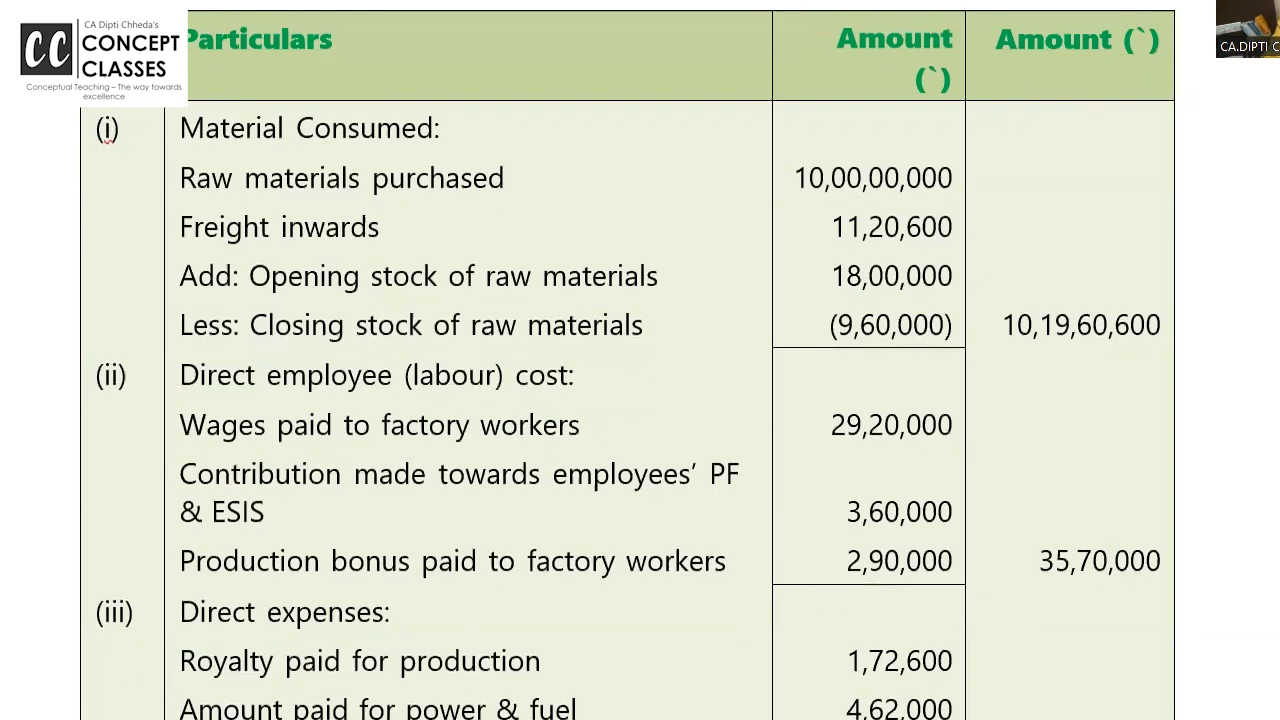 CA Dipti Chheda's
CC CONCEPT
CLASSES
Conceptual Teaching – The way towards
excellence
CA.DIPTI C
Particulars Amount (`) Amount (`)
(i) Material Consumed:
Raw materials purchased 10,00,00,000
Freight inwards 11,20,600
Add: Opening stock of raw materials 18,00,000
Less: Closing stock of raw materials (9,60,000) 10,19,60,600
(ii) Direct employee (labour) cost:
Wages paid to factory workers 29,20,000
Contribution made towards employees’ PF
& ESIS 3,60,000
Production bonus paid to factory workers 2,90,000 35,70,000
(iii) Direct expenses:
Royalty paid for production 1,72,600
Amount paid for power & fuel 4,62,000